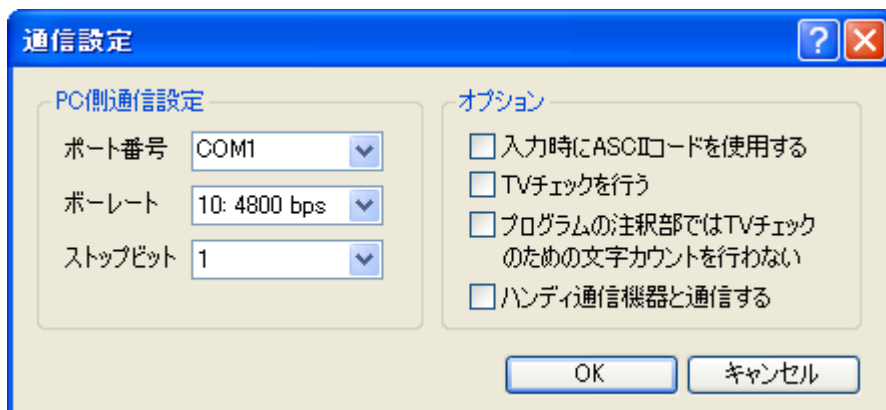 通信設定
PC側通信設定
ポート番号 COM1
ボーレート 10: 4800 bps
ストップビット 1
オプション
入力時にASCIIコードを使用する
TVチェックを行う
プログラムの注釈部ではTVチェック
のための文字カウントを行わない
ハンディ通信機器と通信する
OK キャンセル